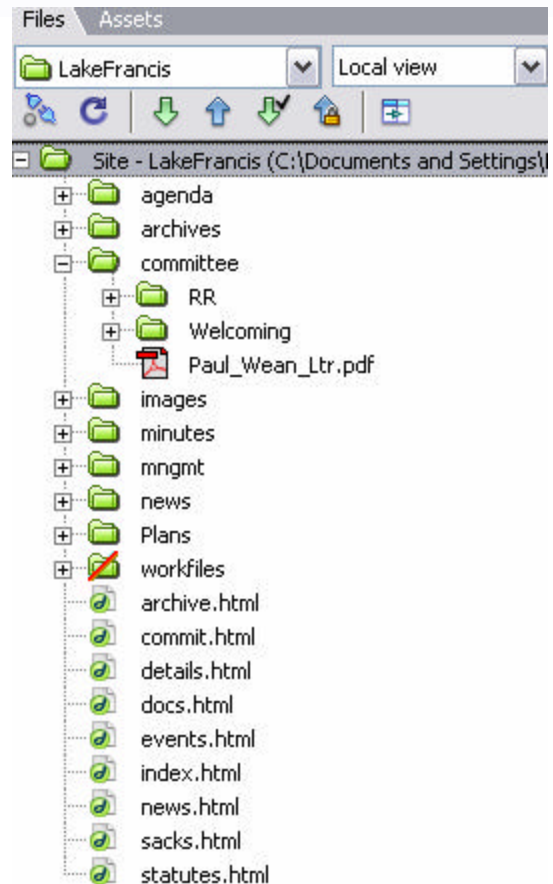 Files Assets
LakeFrancis Local view
Site - LakeFrancis (C:\Documents and Settings\
agenda
archives
committee
RR
Welcoming
Paul_Wean_Ltr.pdf
images
minutes
mngmt
news
Plans
workfiles
archive.html
commit.html
details.html
docs.html
events.html
index.html
news.html
sacks.html
statutes.html